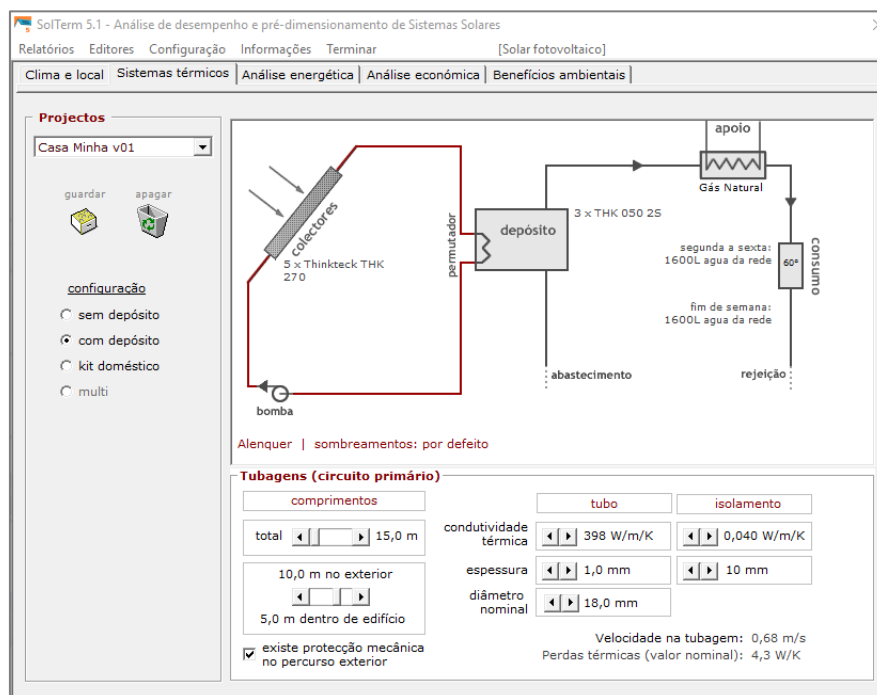 SolTerm 5.1 - Análise de desempenho e pré-dimensionamento de Sistemas Solares
Relatórios Editores Configuração Informações Terminar [Solar fotovoltaico]
Clima e local Sistemas térmicos Análise energética Análise económica Benefícios ambientais
Projectos
Casa Minha v01
guardar apagar
configuração
sem depósito
com depósito
kit doméstico
multi
apoio
Gás Natural
colectores
5 x Thinkteck THK
270
permutador
depósito
3 x THK 050 2S
segunda a sexta:
1600L agua da rede
60º
consumo
fim de semana:
1600L agua da rede
abastecimento
rejeição
bomba
Alenquer | sombreamentos: por defeito
Tubagens (circuito primário)
comprimentos
total 15,0 m
10,0 m no exterior
5,0 m dentro de edifício
existe protecção mecânica
no percurso exterior
tubo isolamento
condutividade
térmica 398 W/m/K 0,040 W/m/K
espessura 1,0 mm 10 mm
diâmetro
nominal 18,0 mm
Velocidade na tubagem: 0,68 m/s
Perdas térmicas (valor nominal): 4,3 W/K